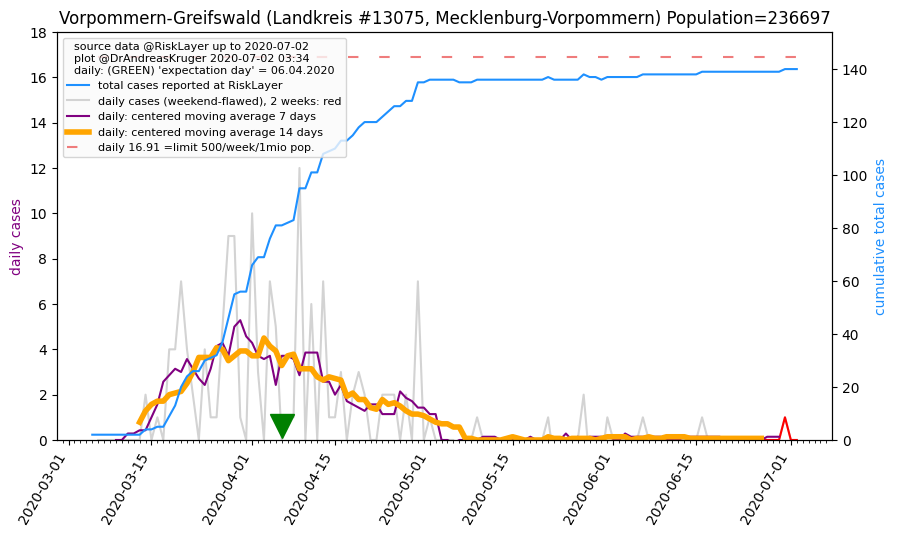 Vorpommern-Greifswald (Landkreis #13075, Mecklenburg-Vorpommern) Population=236697
source data @RiskLayer up to 2020-07-02
plot @DrAndreasKruger 2020-07-02 03:34
daily: (GREEN) 'expectation day' = 06.04.2020
total cases reported at RiskLayer
daily cases (weekend-flawed), 2 weeks: red
daily: centered moving average 7 days
daily: centered moving average 14 days
daily 16.91 =limit 500/week/1mio pop.
daily cases
18
16
14
12
10
8
6
4
2
0
140
120
100
80
60
40
20
0
cumulative total cases
2020-03-01
2020-03-15
2020-04-01
2020-04-15
2020-05-01
2020-05-15
2020-06-01
2020-06-15
2020-07-01